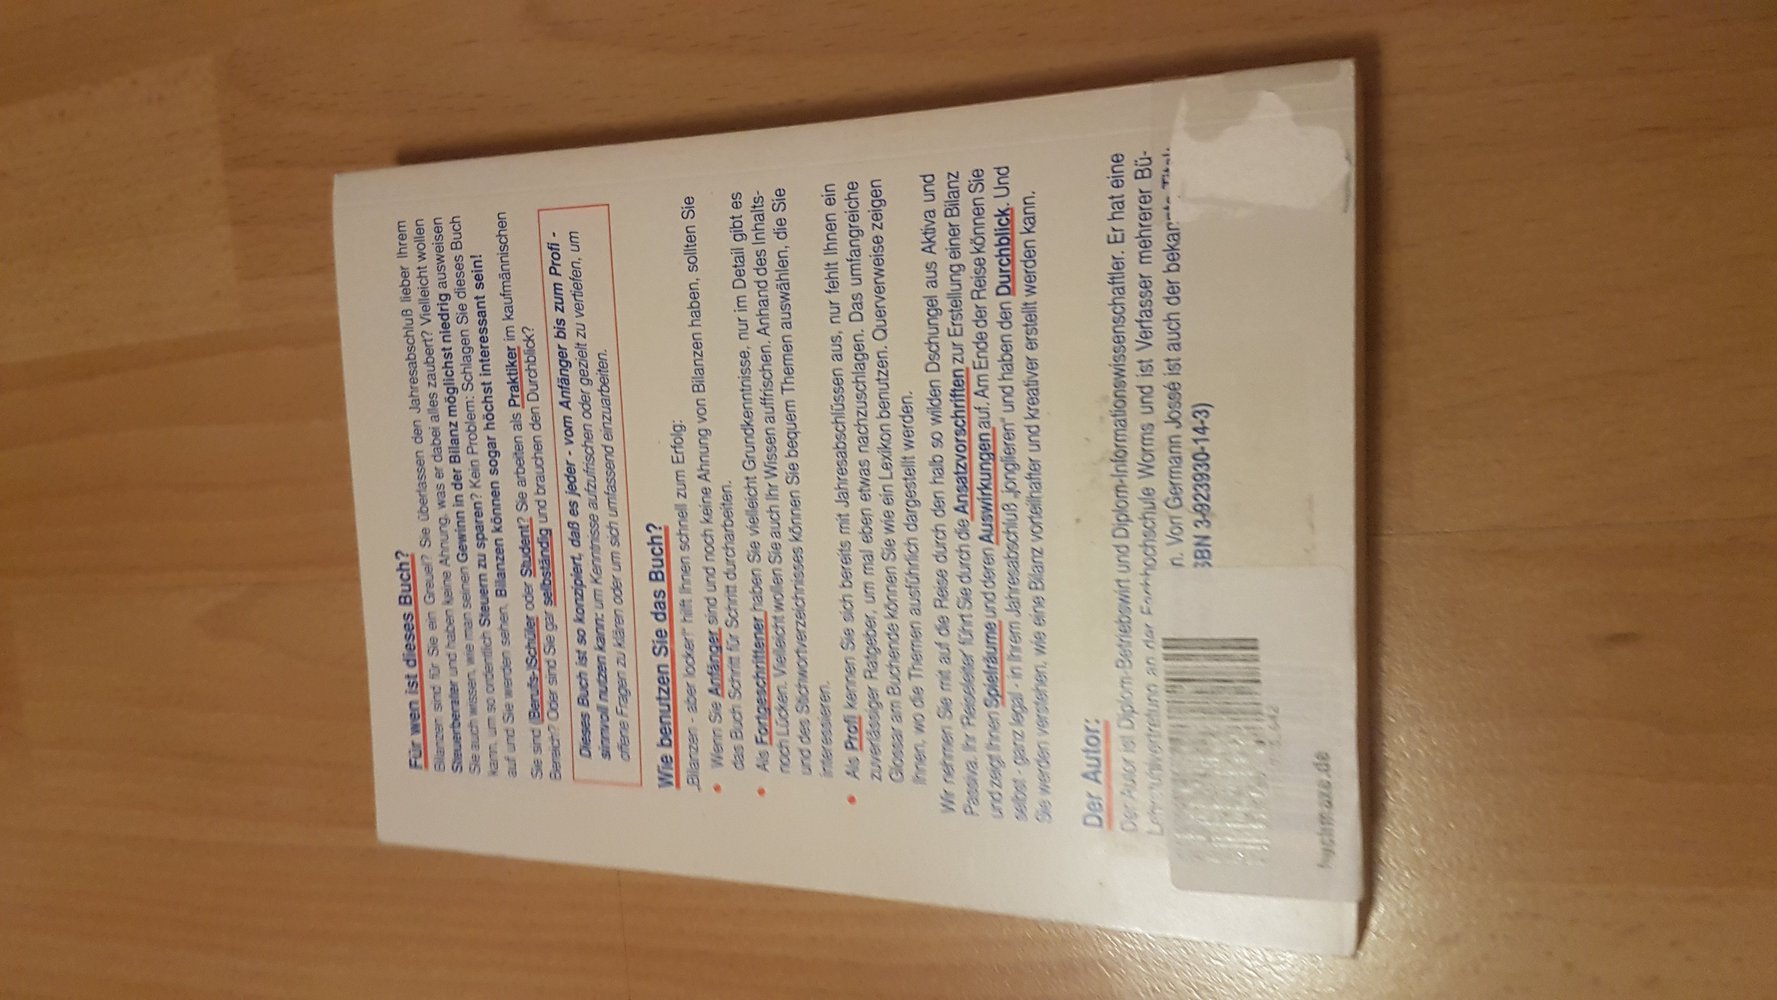 Für wen ist dieses Buch?
Bilanzen sind für Sie ein Greuel? Sie überlassen den Jahresabschluß lieber Ihrem
Steuerberater und haben keine Ahnung, was er dabei alles zaubert? Vielleicht wollen
Sie auch wissen, wie man seinen Gewinn in der Bilanz möglichst niedrig ausweisen
kann, um so ordentlich Steuern zu sparen? Kein Problem: Schlagen Sie dieses Buch
auf und Sie werden sehen, Bilanzen können sogar höchst interessant sein!
Sie sind (Berufs-)Schüler oder Student? Sie arbeiten als Praktiker im kaufmännischen
Bereich? Oder sind Sie gar selbständig und brauchen den Durchblick?
Dieses Buch ist so konzipiert, daß es jeder - vom Anfänger bis zum Profi -
sinnvoll nutzen kann: um Kenntnisse aufzufrischen oder gezielt zu vertiefen, um
offene Fragen zu klären oder um sich umfassend einzuarbeiten.
Wie benutzen Sie das Buch?
„Bilanzen - aber locker!" hilft Ihnen schnell zum Erfolg:
• Wenn Sie Anfänger sind und noch keine Ahnung von Bilanzen haben, sollten Sie
das Buch Schritt für Schritt durcharbeiten.
• Als Fortgeschrittener haben Sie vielleicht Grundkenntnisse, nur im Detail gibt es
noch Lücken. Vielleicht wollen Sie auch Ihr Wissen auffrischen. Anhand des Inhalts-
und des Stichwortverzeichnisses können Sie bequem Themen auswählen, die Sie
interessieren.
• Als Profi kennen Sie sich bereits mit Jahresabschlüssen aus, nur fehlt Ihnen ein
zuverlässiger Ratgeber, um mal eben etwas nachzuschlagen. Das umfangreiche
Glossar am Buchende können Sie wie ein Lexikon benutzen. Querverweise zeigen
Ihnen, wo die Themen ausführlich dargestellt werden.
Wir nehmen Sie mit auf die Reise durch den halb so wilden Dschungel aus Aktiva und
Passiva. Ihr 'Reiseleiter' führt Sie durch die Ansatzvorschriften zur Erstellung einer Bilanz
und zeigt Ihnen Spielräume und deren Auswirkungen auf. Am Ende der Reise können Sie
selbst - ganz legal - in Ihrem Jahresabschluß „jonglieren" und haben den Durchblick. Und
Sie werden verstehen, wie eine Bilanz vorteilhafter und kreativer erstellt werden kann.
Der Autor:
Der Autor ist Diplom-Betriebswirt und Diplom-Informationswissenschaftler. Er hat eine
Lehrstuhlvertretung an der Fachhochschule Worms und ist Verfasser mehrerer Bü-
n. Von Germann Jossé ist auch der bekannte Titel:
SBN 3-923930-14-3)
buchmaxe.de